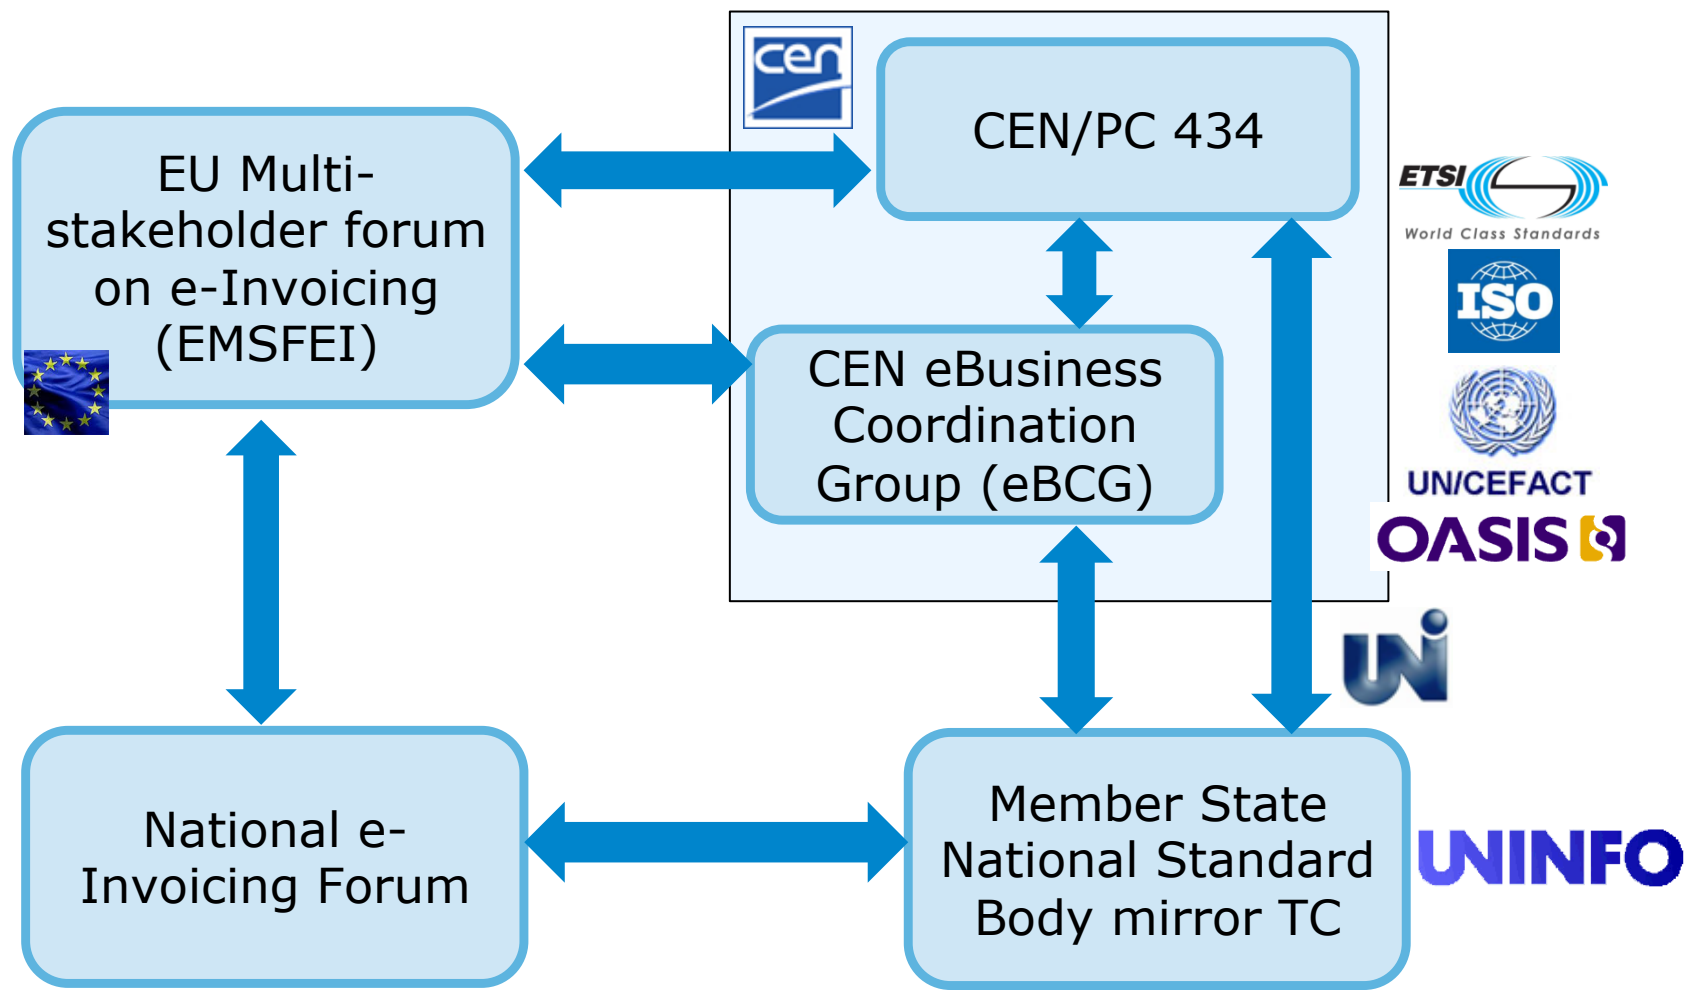 cen
CEN/PC 434
EU Multi-
stakeholder forum
on e-Invoicing
(EMSFEI)
ETSI
World Class Standards
ISO
CEN eBusiness
Coordination
Group (eBCG)
UN/CEFACT
OASIS
UNI
National e-
Invoicing Forum
Member State
National Standard
Body mirror TC
UNINFO